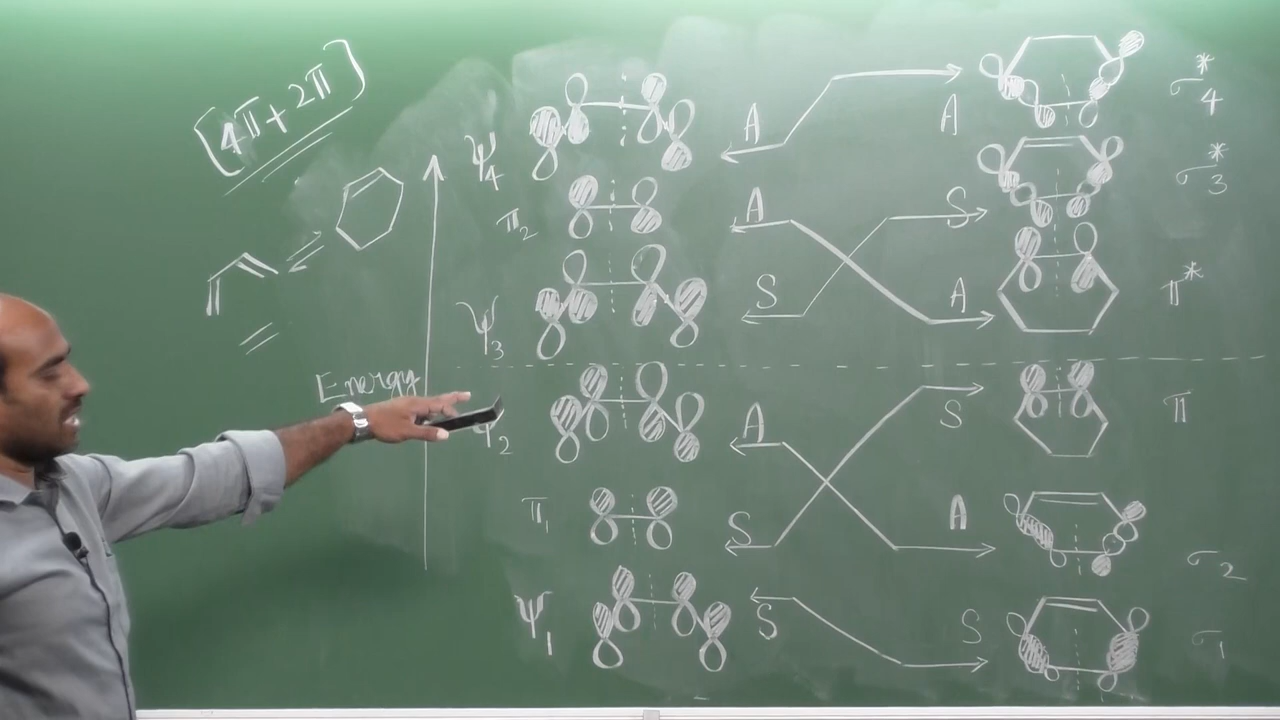 [4π+2π]
ψ4 A A σ*4
π2 A S σ*3
ψ3 S A π*
Energy
ψ2 A S π
π1 S A σ2
ψ1 S S σ1